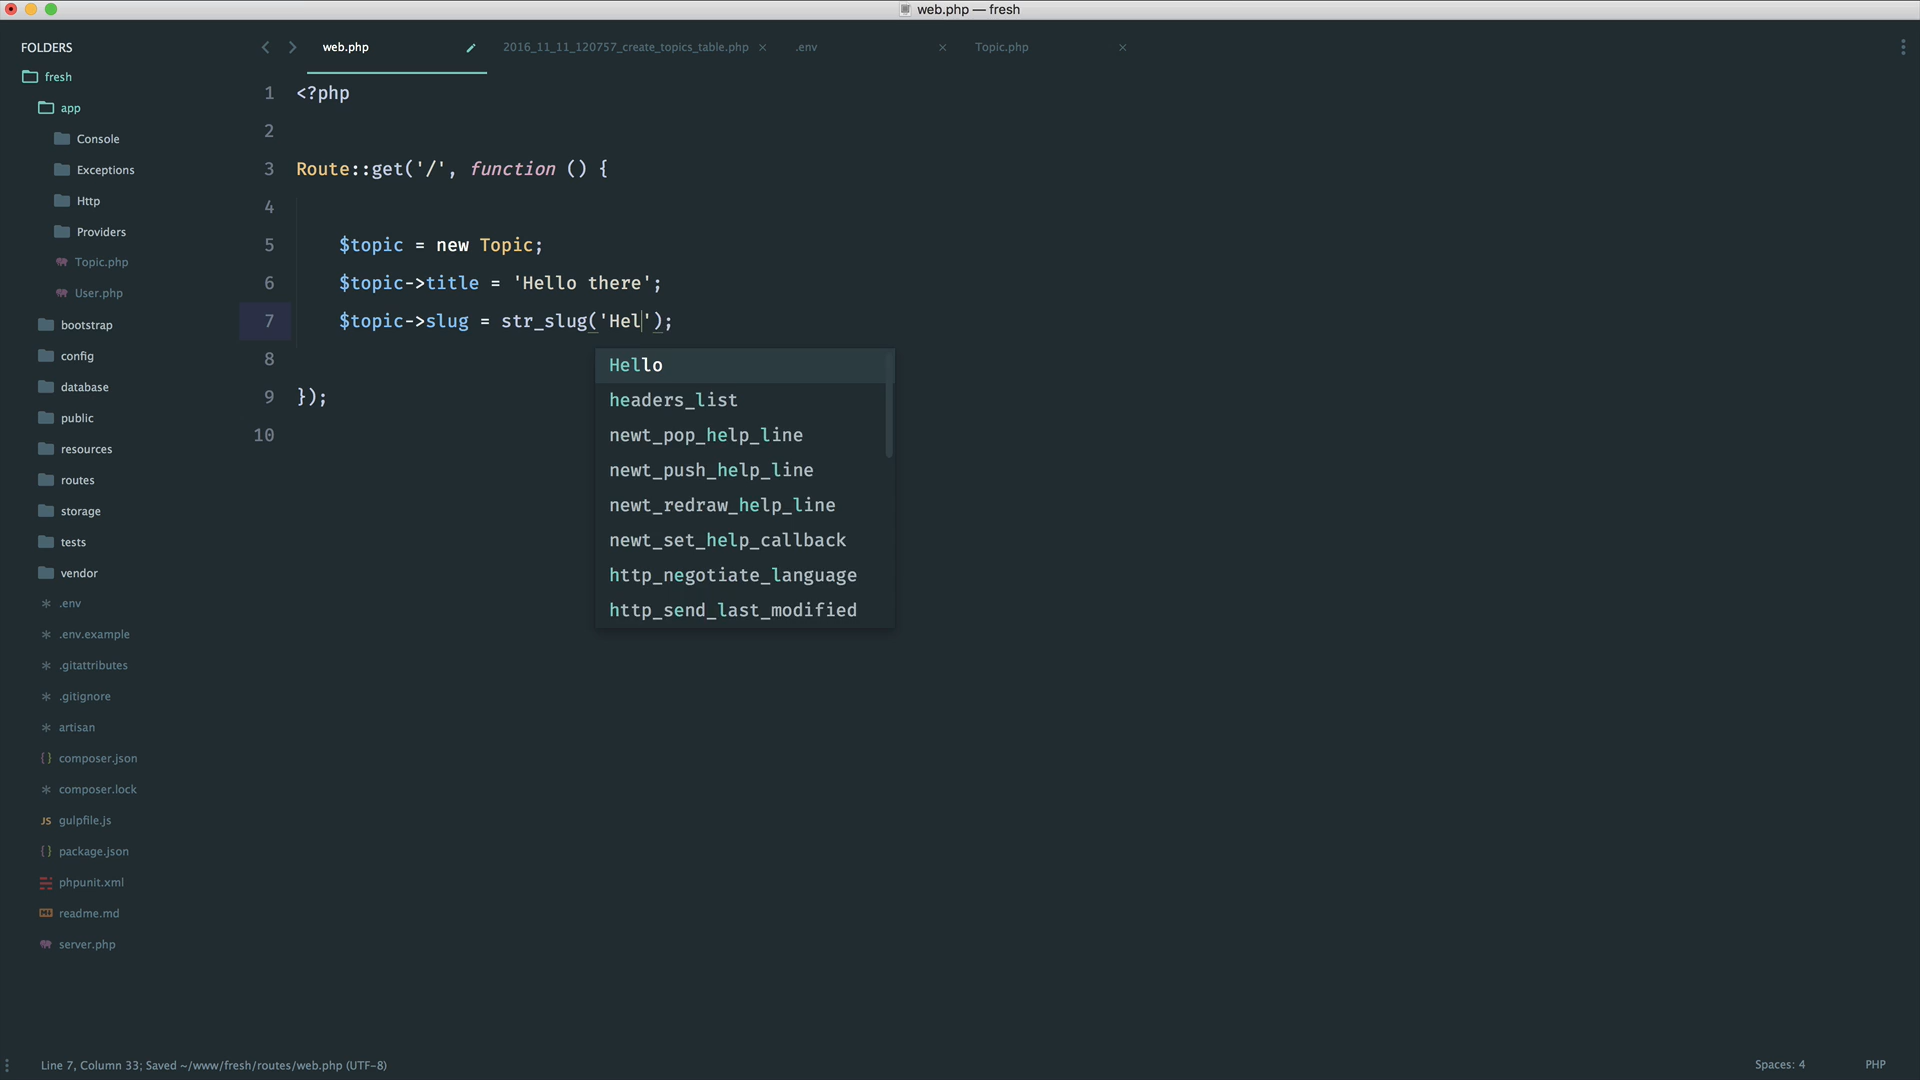 web.php — fresh
FOLDERS
fresh
app
Console
Exceptions
Http
Providers
Topic.php
User.php
bootstrap
config
database
public
resources
routes
storage
tests
vendor
.env
.env.example
.gitattributes
.gitignore
artisan
composer.json
composer.lock
JS gulpfile.js
package.json
phpunit.xml
readme.md
server.php
web.php 2016_11_11_120757_create_topics_table.php .env Topic.php
1 <?php
2
3 Route::get('/', function () {
4
5 $topic = new Topic;
6 $topic->title = 'Hello there';
7 $topic->slug = str_slug('Hel');
8
9 });
10
Hello
headers_list
newt_pop_help_line
newt_push_help_line
newt_redraw_help_line
newt_set_help_callback
http_negotiate_language
http_send_last_modified
Line 7, Column 33; Saved ~/www/fresh/routes/web.php (UTF-8) Spaces: 4 PHP